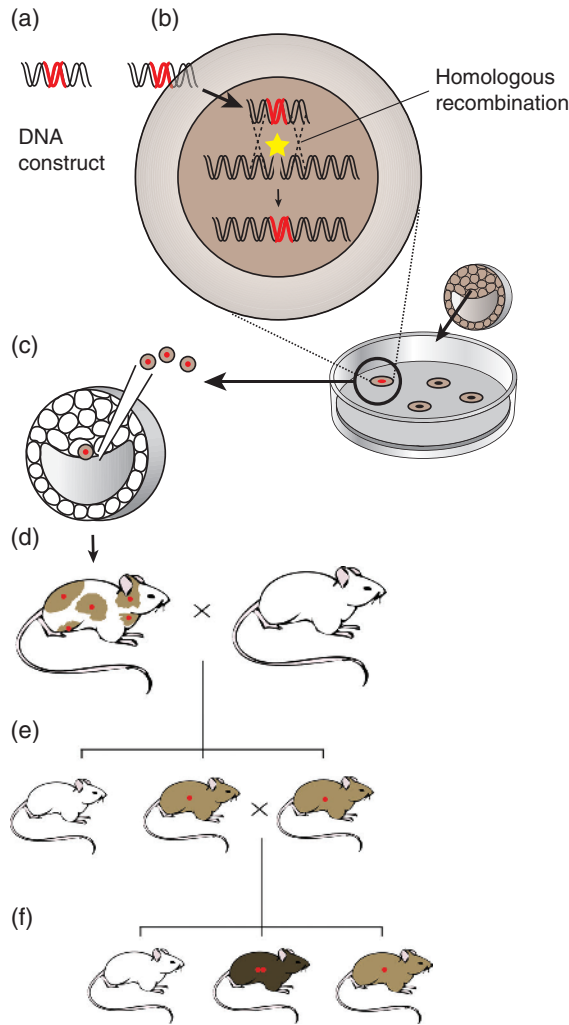 (a)
(b)
Homologous
recombination
DNA
construct
(c)
(d)
(e)
(f)